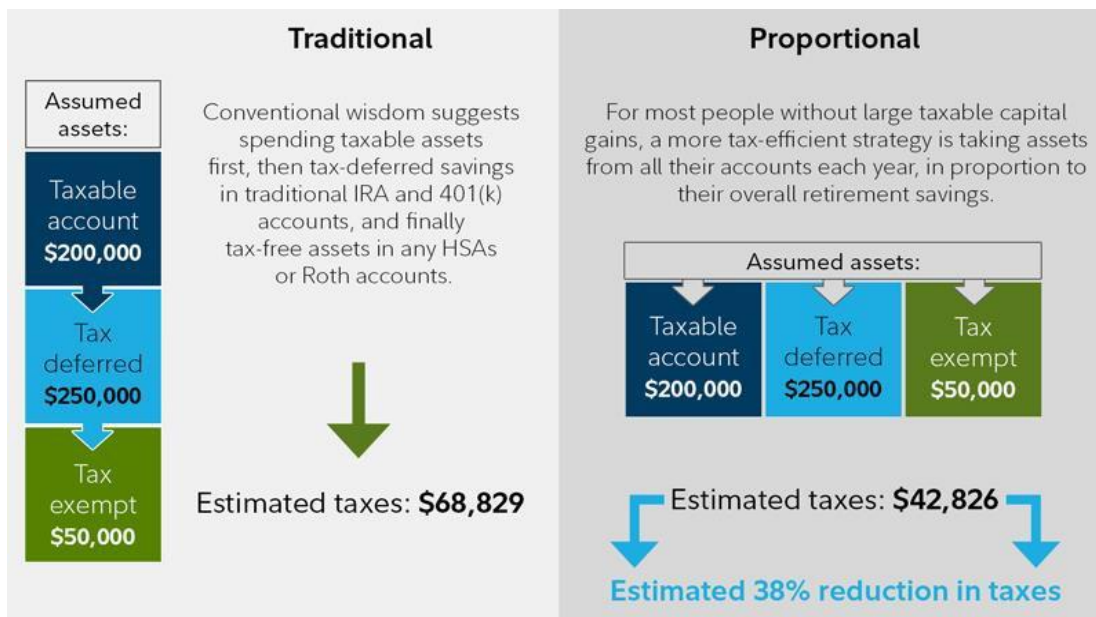 Traditional
Assumed
assets:
Taxable
account
$200,000
Tax
deferred
$250,000
Tax
exempt
$50,000
Conventional wisdom suggests
spending taxable assets
first, then tax-deferred savings
in traditional IRA and 401(k)
accounts, and finally
tax-free assets in any HSAs
or Roth accounts.
Estimated taxes: $68,829
Proportional
For most people without large taxable capital
gains, a more tax-efficient strategy is taking assets
from all their accounts each year, in proportion to
their overall retirement savings.
Assumed assets:
Taxable
account
$200,000
Tax
deferred
$250,000
Tax
exempt
$50,000
Estimated taxes: $42,826
Estimated 38% reduction in taxes